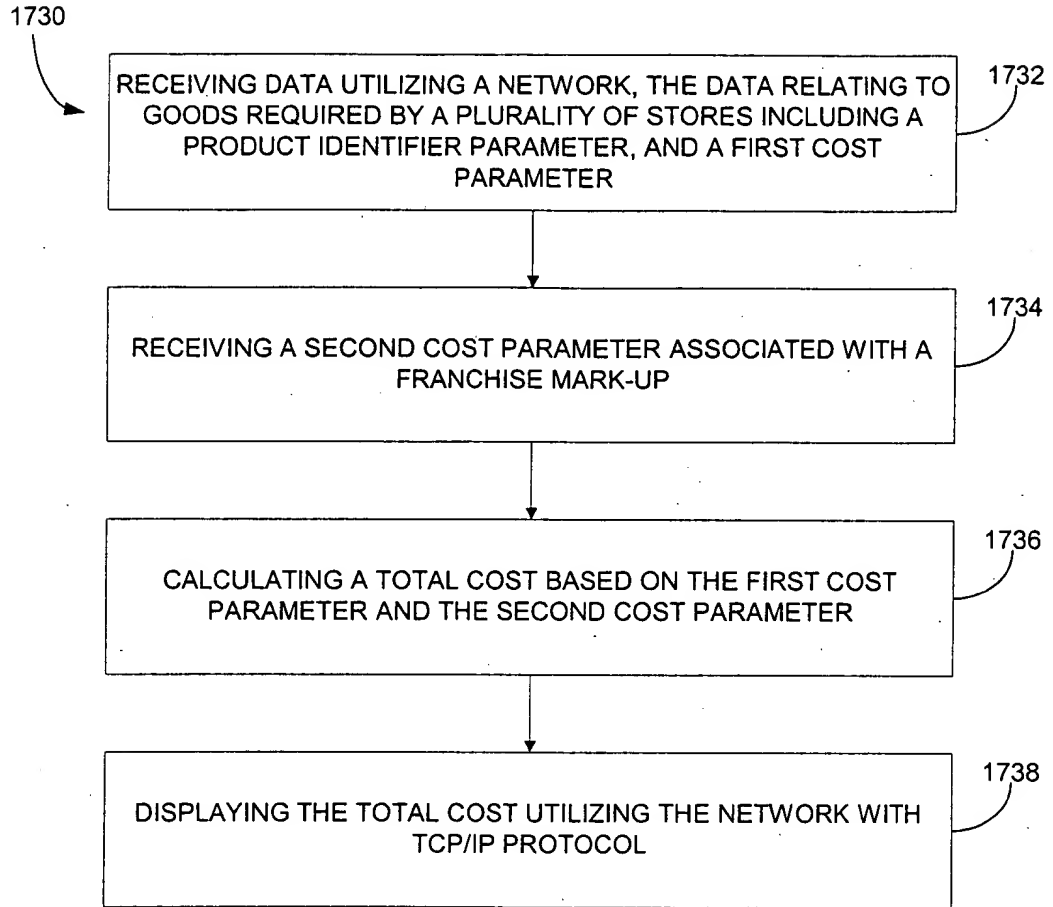 1730
RECEIVING DATA UTILIZING A NETWORK, THE DATA RELATING TO
GOODS REQUIRED BY A PLURALITY OF STORES INCLUDING A
PRODUCT IDENTIFIER PARAMETER, AND A FIRST COST
PARAMETER
1732
RECEIVING A SECOND COST PARAMETER ASSOCIATED WITH A
FRANCHISE MARK-UP
1734
CALCULATING A TOTAL COST BASED ON THE FIRST COST
PARAMETER AND THE SECOND COST PARAMETER
1736
DISPLAYING THE TOTAL COST UTILIZING THE NETWORK WITH
TCP/IP PROTOCOL
1738